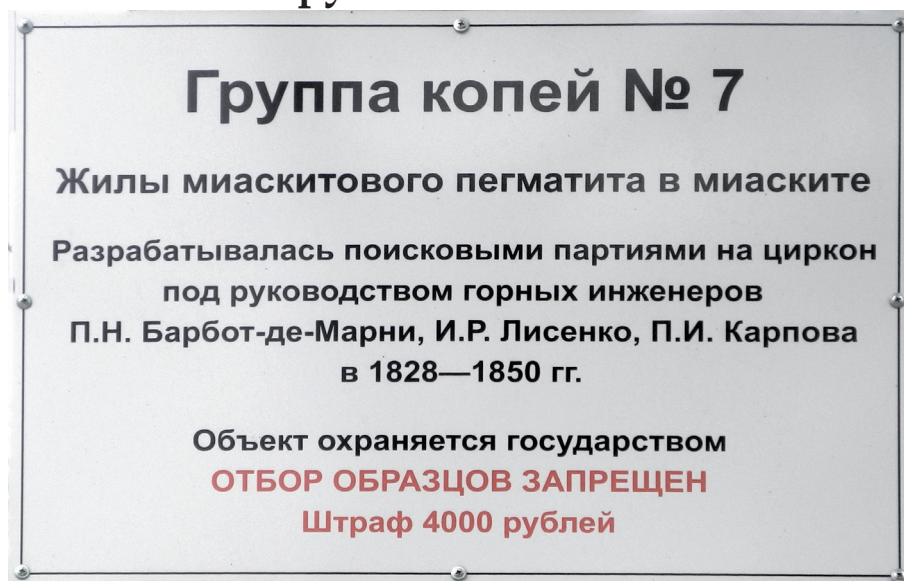 Группа копей № 7
Жилы миаскитового пегматита в миаските
Разрабатывалась поисковыми партиями на циркон
под руководством горных инженеров
П.Н. Барбот-де-Марни, И.Р. Лисенко, П.И. Карпова
в 1828—1850 гг.
Объект охраняется государством
ОТБОР ОБРАЗЦОВ ЗАПРЕЩЕН
Штраф 4000 рублей